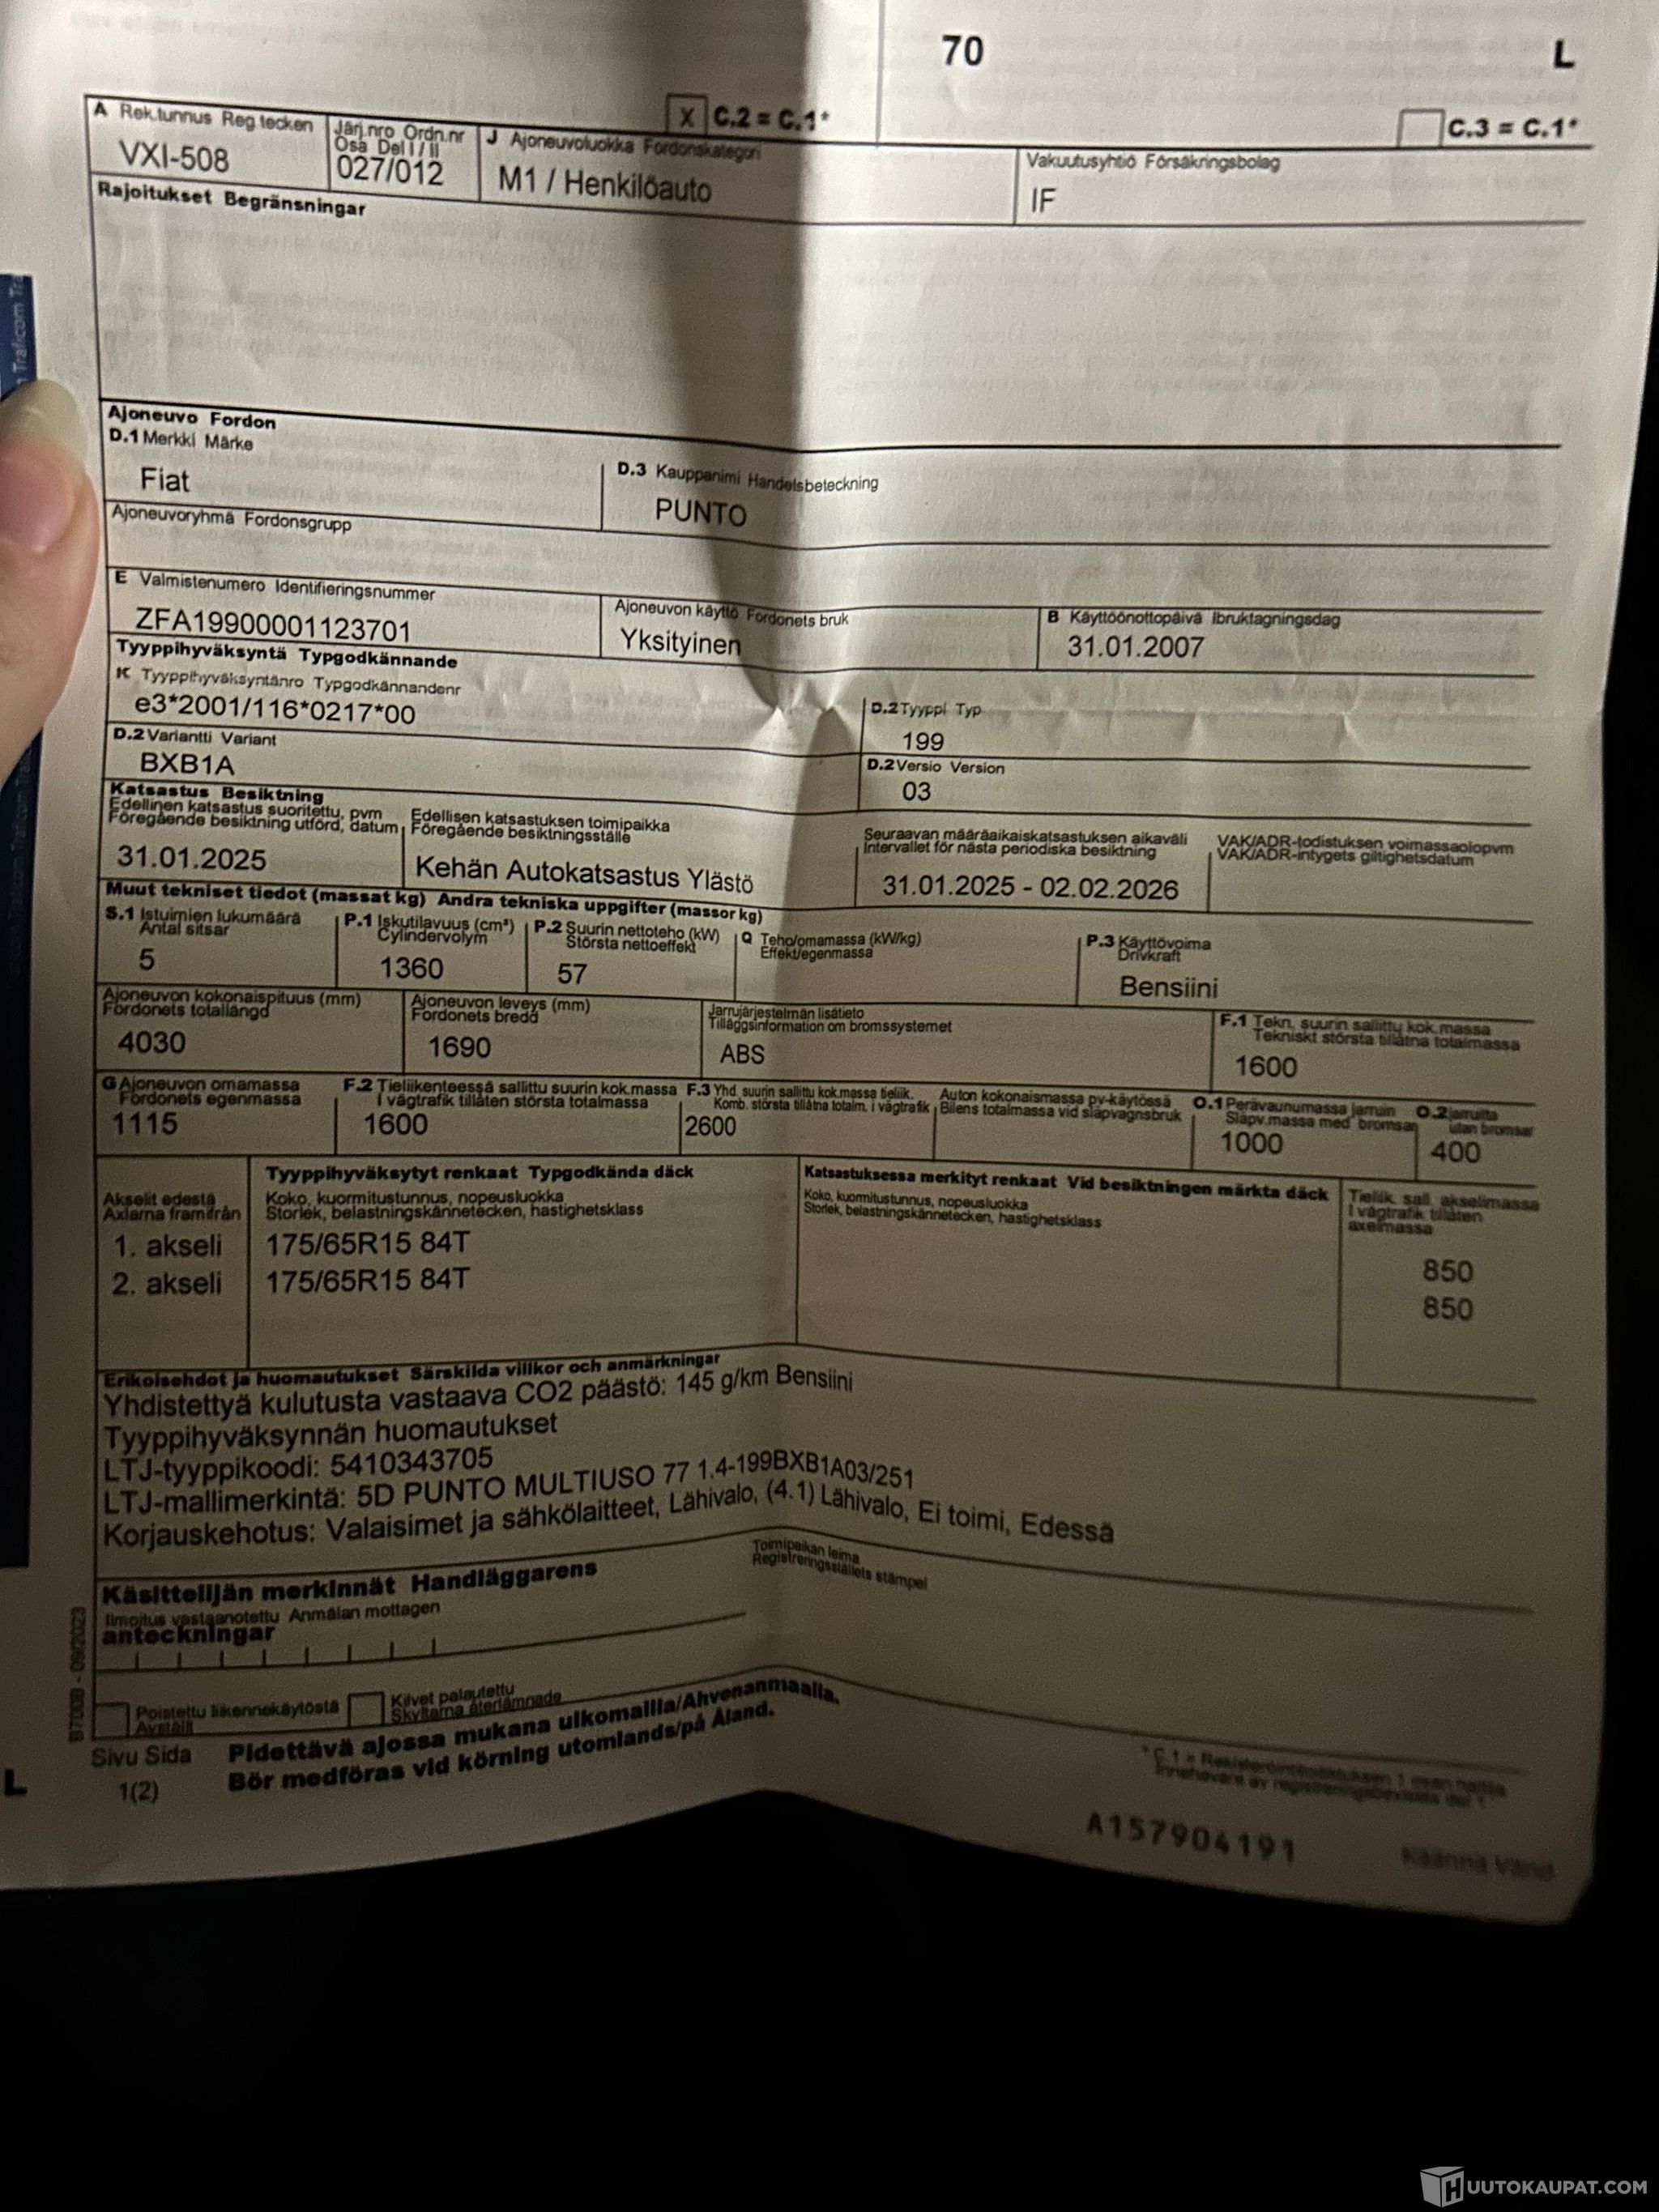 70 L
X C.2 = C.1*
C.3 = C.1*
A Rek.tunnus Reg.tecken
VXI-508
Järj.nro Ordn.nr
Osa Del I / II
027/012
J Ajoneuvoluokka Fordonskategori
M1 / Henkilöauto
Vakuutusyhtiö Försäkringsbolag
IF
Rajoitukset Begränsningar
Ajoneuvo Fordon
D.1 Merkki Märke
Fiat
D.3 Kauppanimi Handelsbeteckning
PUNTO
Ajoneuvoryhmä Fordonsgrupp
E Valmistenumero Identifieringsnummer
ZFA19900001123701
Ajoneuvon käyttö Fordonets bruk
Yksityinen
B Käyttöönottopäivä Ibruktagningsdag
31.01.2007
Tyyppihyväksyntä Typgodkännande
K Tyyppihyväksyntänro Typgodkännandenr
e3*2001/116*0217*00
D.2 Tyyppi Typ
199
D.2 Variantti Variant
BXB1A
D.2 Versio Version
03
Katsastus Besiktning
Edellinen katsastus suoritettu, pvm
Föregående besiktning utförd, datum
31.01.2025
Edellisen katsastuksen toimipaikka
Föregående besiktningsställe
Kehän Autokatsastus Ylästö
Seuraavan määräaikaiskatsastuksen aikaväli
Intervallet för nästa periodiska besiktning
31.01.2025 - 02.02.2026
VAK/ADR-todistuksen voimassaolopvm
VAK/ADR-intygets giltighetsdatum
Muut tekniset tiedot (massat kg) Andra tekniska uppgifter (massor kg)
S.1 Istuimien lukumäärä
Antal sitsar
5
P.1 Iskutilavuus (cm³)
Cylindervolym
1360
P.2 Suurin nettoteho (kW)
Största nettoeffekt
57
Q Teho/omamassa (kW/kg)
Effekt/egenmassa
P.3 Käyttövoima
Drivkraft
Bensiini
Ajoneuvon kokonaispituus (mm)
Fordonets totallängd
4030
Ajoneuvon leveys (mm)
Fordonets bredd
1690
Jarrujärjestelmän lisätieto
Tilläggsinformation om bromssystemet
ABS
F.1 Tekn. suurin sallittu kok.massa
Tekniskt största tillåtna totalmassa
1600
G Ajoneuvon omamassa
Fordonets egenmassa
1115
F.2 Tieliikenteessä sallittu suurin kok.massa
I vägtrafik tillåten största totalmassa
1600
F.3 Yhd. suurin sallittu kok.massa tieliik.
Komb. största tillåtna totalm. i vägtrafik
2600
Auton kokonaismassa pv-käytössä
Bilens totalmassa vid släpvagnsbruk
O.1 Perävaunumassa jarruin
Släpv.massa med bromsar
1000
O.2 jarruitta
utan bromsar
400
Akselit edestä
Axlarna framifrån
Tyyppihyväksytyt renkaat Typgodkända däck
Koko, kuormitustunnus, nopeusluokka
Storlek, belastningskännetecken, hastighetsklass
Katsastuksessa merkityt renkaat Vid besiktningen märkta däck
Koko, kuormitustunnus, nopeusluokka
Storlek, belastningskännetecken, hastighetsklass
Tieliik. sall. akselimassa
I vägtrafik tillåten
axelmassa
1. akseli 175/65R15 84T 850
2. akseli 175/65R15 84T 850
Erikoisehdot ja huomautukset Särskilda villkor och anmärkningar
Yhdistettyä kulutusta vastaava CO2 päästö: 145 g/km Bensiini
Tyyppihyväksynnän huomautukset
LTJ-tyyppikoodi: 5410343705
LTJ-mallimerkintä: 5D PUNTO MULTIUSO 77 1.4-199BXB1A03/251
Korjauskehotus: Valaisimet ja sähkölaitteet, Lähivalo, (4.1) Lähivalo, Ei toimi, Edessä
Käsittelijän merkinnät Handläggarens
anteckningar
Ilmoitus vastaanotettu Anmälan mottagen
Toimipaikan leima
Registreringsställets stämpel
Poistettu liikennekäytöstä
Avställt
Kilvet palautettu
Skyltarna återlämnade
B700B - 09/2023
Sivu Sida
1(2)
L
Pidettävä ajossa mukana ulkomailla/Ahvenanmaalla.
Bör medföras vid körning utomlands/på Åland.
*C.1 = Rekisteröintitodistuksen 1 osan haltija
Innehavare av registreringsbevisets del 1
A157904191
Käännä Vänd
HUUTOKAUPAT.COM